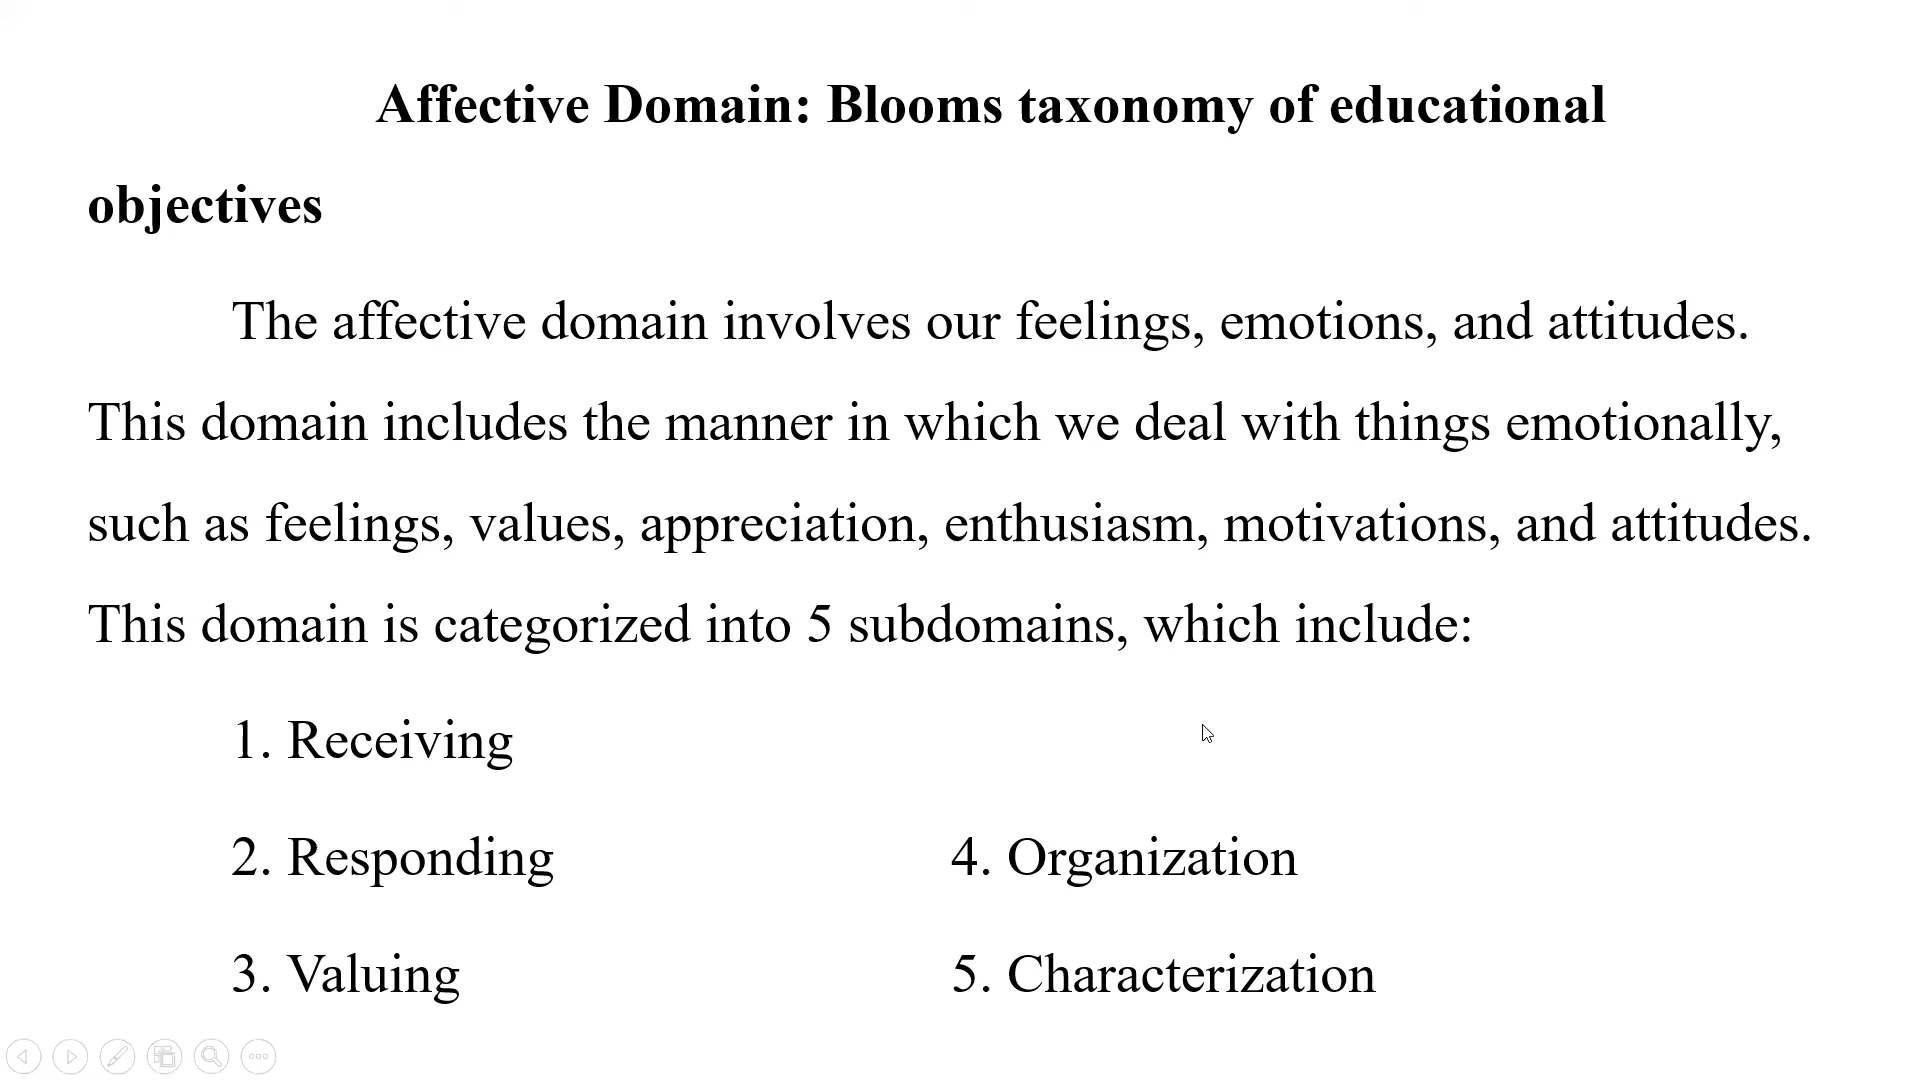 Affective Domain: Blooms taxonomy of educational
objectives
The affective domain involves our feelings, emotions, and attitudes.
This domain includes the manner in which we deal with things emotionally,
such as feelings, values, appreciation, enthusiasm, motivations, and attitudes.
This domain is categorized into 5 subdomains, which include:
1. Receiving
2. Responding
3. Valuing
4. Organization
5. Characterization